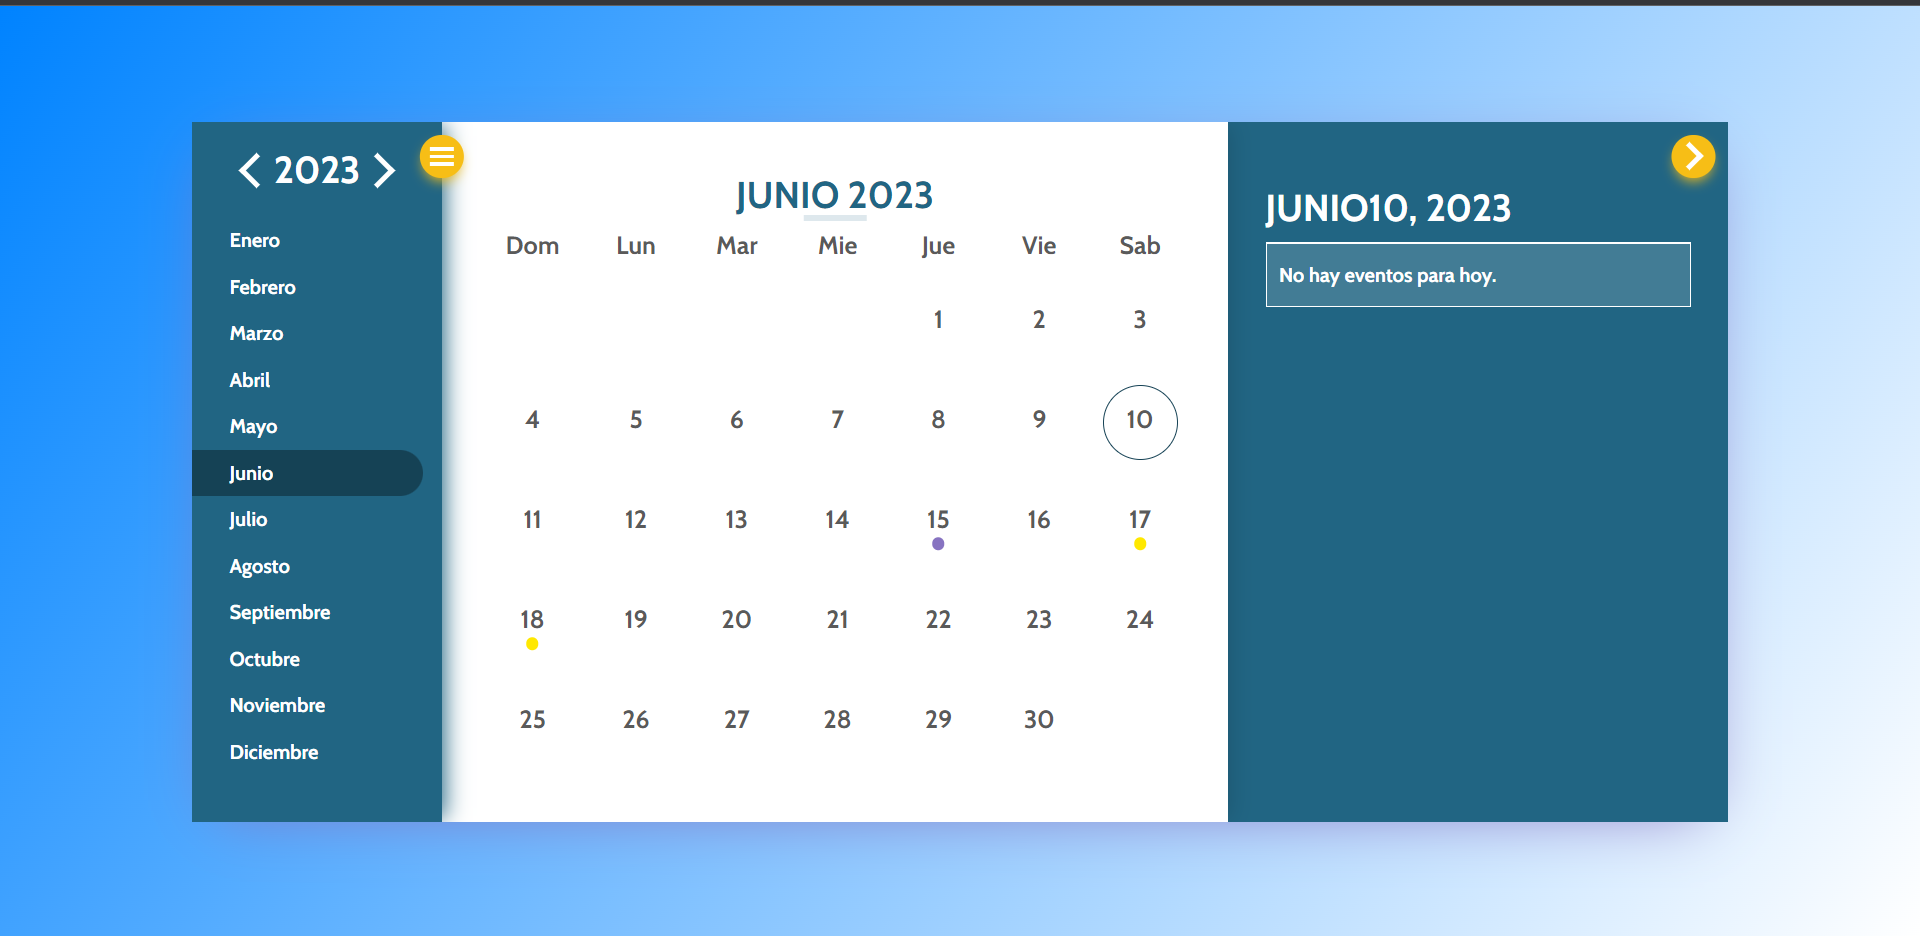 2023
Enero
Febrero
Marzo
Abril
Mayo
Junio
Julio
Agosto
Septiembre
Octubre
Noviembre
Diciembre
JUNIO 2023
Dom Lun Mar Mie Jue Vie Sab
1 2 3
4 5 6 7 8 9 10
11 12 13 14 15 16 17
18 19 20 21 22 23 24
25 26 27 28 29 30
JUNIO10, 2023
No hay eventos para hoy.